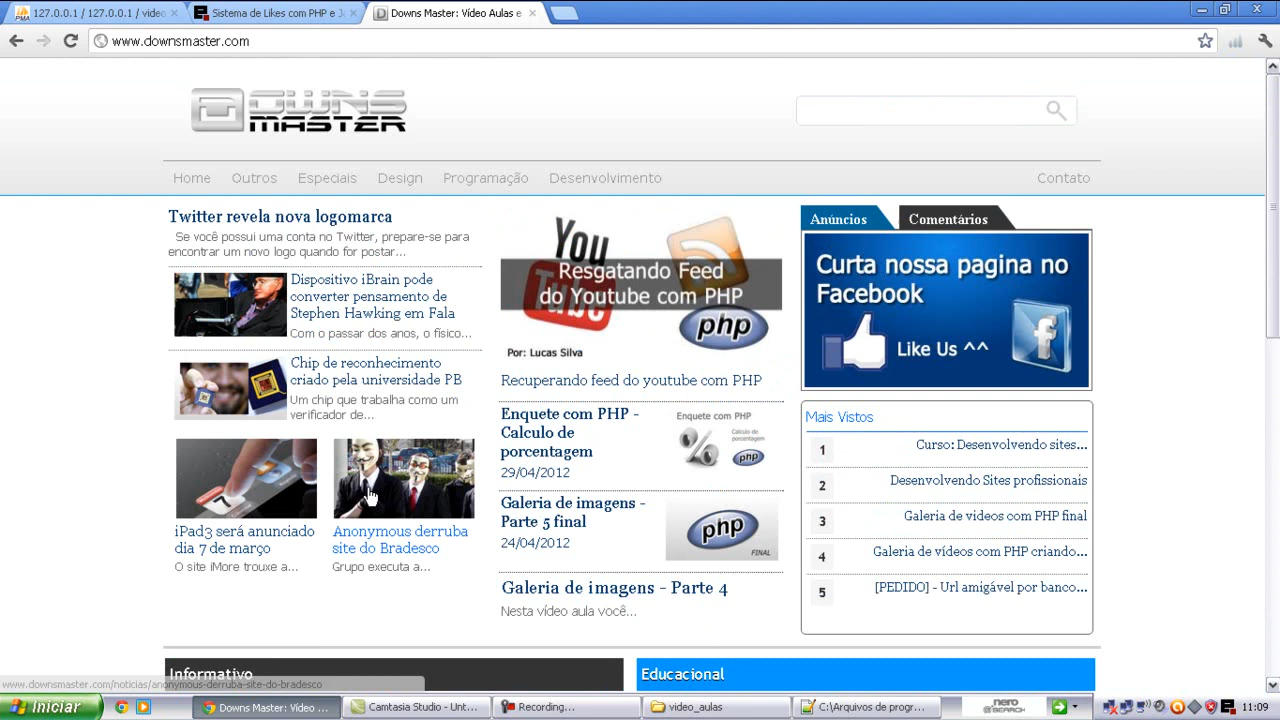 127.0.0.1 / 127.0.0.1 / video
Sistema de Likes com PHP e J
Downs Master: Vídeo Aulas e
www.downsmaster.com
DOWNS
MASTER
Home Outros Especiais Design Programação Desenvolvimento Contato
Twitter revela nova logomarca
Se você possui uma conta no Twitter, prepare-se para
encontrar um novo logo quando for postar...
Dispositivo iBrain pode
converter pensamento de
Stephen Hawking em Fala
Com o passar dos anos, o físico...
Chip de reconhecimento
criado pela universidade PB
Um chip que trabalha como um
verificador de...
iPad3 será anunciado
dia 7 de março
O site iMore trouxe a...
Anonymous derruba
site do Bradesco
Grupo executa a...
You
Tube
Resgatando Feed
do Youtube com PHP
php
Por: Lucas Silva
Recuperando feed do youtube com PHP
Enquete com PHP -
Calculo de
porcentagem
29/04/2012
Enquete com PHP
%
Calculo de
porcentagem
php
Galeria de imagens -
Parte 5 final
24/04/2012
php
FINAL
Galeria de imagens - Parte 4
Nesta vídeo aula você...
Anúncios Comentários
Curta nossa pagina no
Facebook
Like Us ^^
f
Mais Vistos
1 Curso: Desenvolvendo sites...
2 Desenvolvendo Sites profissionais
3 Galeria de videos com PHP final
4 Galeria de vídeos com PHP criando...
5 [PEDIDO] - Url amigável por banco...
Informativo
Educacional
www.downsmaster.com/noticias/anonymous-derruba-site-do-bradesco
Iniciar
Downs Master: Vídeo ...
Camtasia Studio - Unt...
Recording...
video_aulas
C:\Arquivos de progr...
nero
SEARCH
11:09